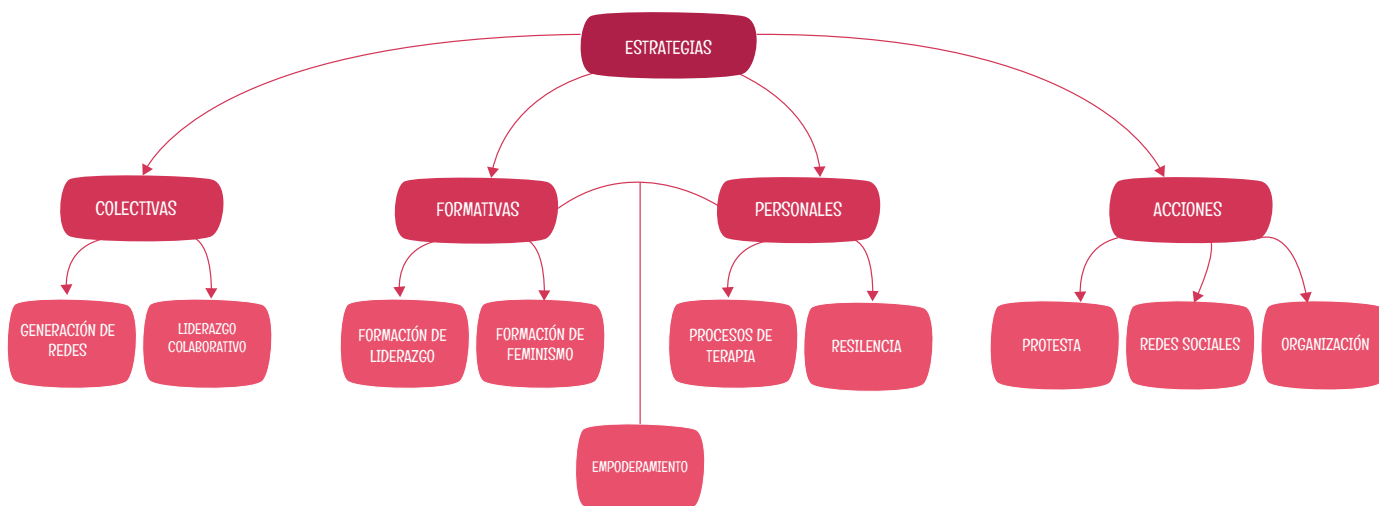 ESTRATEGIAS
COLECTIVAS
FORMATIVAS
PERSONALES
ACCIONES
GENERACIÓN DE
REDES
LIDERAZGO
COLABORATIVO
FORMACIÓN DE
LIDERAZGO
FORMACIÓN DE
FEMINISMO
PROCESOS DE
TERAPIA
RESILENCIA
PROTESTA
REDES SOCIALES
ORGANIZACIÓN
EMPODERAMIENTO